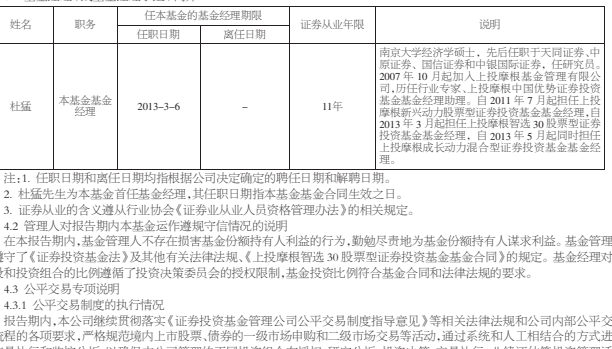 姓名 职务 任本基金的基金经理期限 证券从业年限 说明
任职日期 离任日期
杜猛 本基金基金经理 2013-3-6 – 11年
南京大学经济学硕士，先后任职于天同证券、中
原证券、国信证券和中银国际证券，任研究员。
2007 年 10 月起加入上投摩根基金管理有限公
司，历任行业专家、上投摩根中国优势证券投资
基金基金经理助理。自 2011 年 7 月起担任上投
摩根新兴动力股票型证券投资基金基金经理，自
2013 年 3 月起担任上投摩根智选 30 股票型证券
投资基金基金经理，自 2013 年 5 月起同时担任
上投摩根成长动力混合型证券投资基金基金经
理。
注：1. 任职日期和离任日期均指根据公司决定确定的聘任日期和解聘日期。
2. 杜猛先生为本基金首任基金经理，其任职日期指本基金基金合同生效之日。
3. 证券从业的含义遵从行业协会《证券业从业人员资格管理办法》的相关规定。
4.2 管理人对报告期内本基金运作遵规守信情况的说明
在本报告期内，基金管理人不存在损害基金份额持有人利益的行为，勤勉尽责地为基金份额持有人谋求利益。基金管理
遵守了《证券投资基金法》及其他有关法律法规、《上投摩根智选 30 股票型证券投资基金基金合同》的规定。基金经理对
股和投资组合的比例遵循了投资决策委员会的授权限制，基金投资比例符合基金合同和法律法规的要求。
4.3 公平交易专项说明
4.3.1 公平交易制度的执行情况
报告期内，本公司继续贯彻落实《证券投资基金管理公司公平交易制度指导意见》等相关法律法规和公司内部公平交
流程的各项要求，严格规范境内上市股票、债券的一级市场申购和二级市场交易等活动，通过系统和人工相结合的方式进